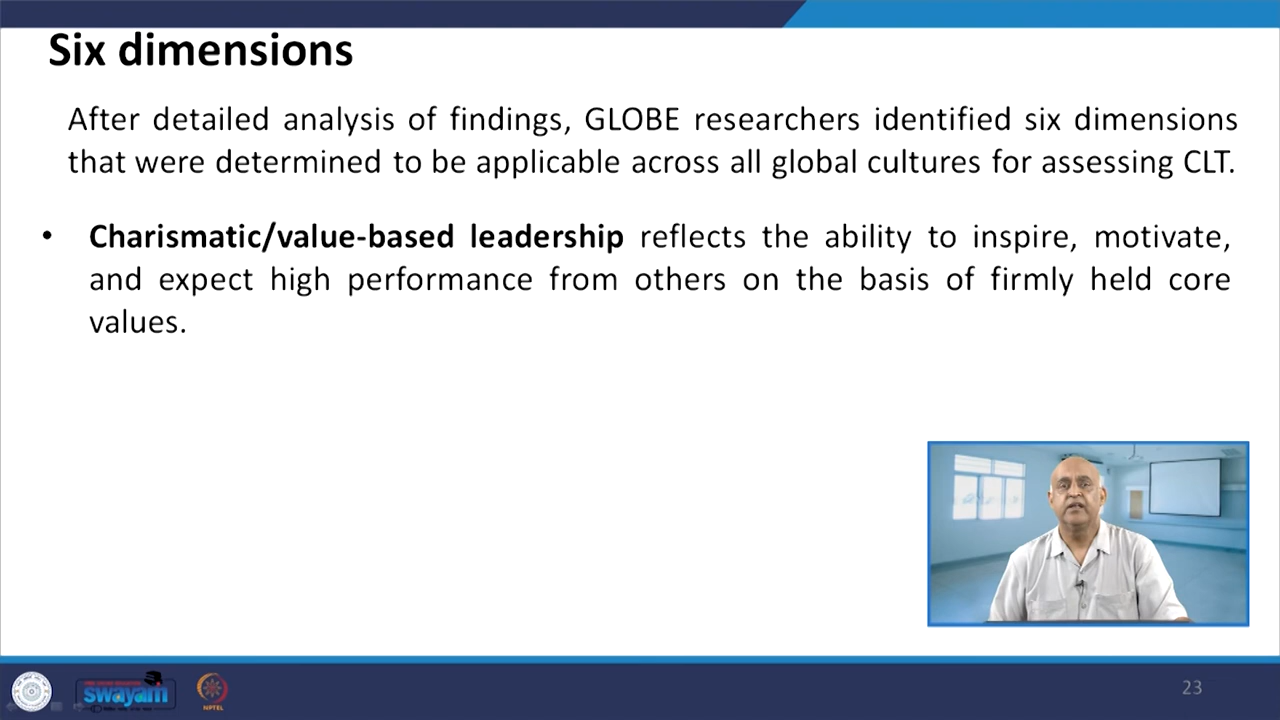 Six dimensions
After detailed analysis of findings, GLOBE researchers identified six dimensions
that were determined to be applicable across all global cultures for assessing CLT.
• Charismatic/value-based leadership reflects the ability to inspire, motivate,
and expect high performance from others on the basis of firmly held core
values.
swayam
NPTEL
23